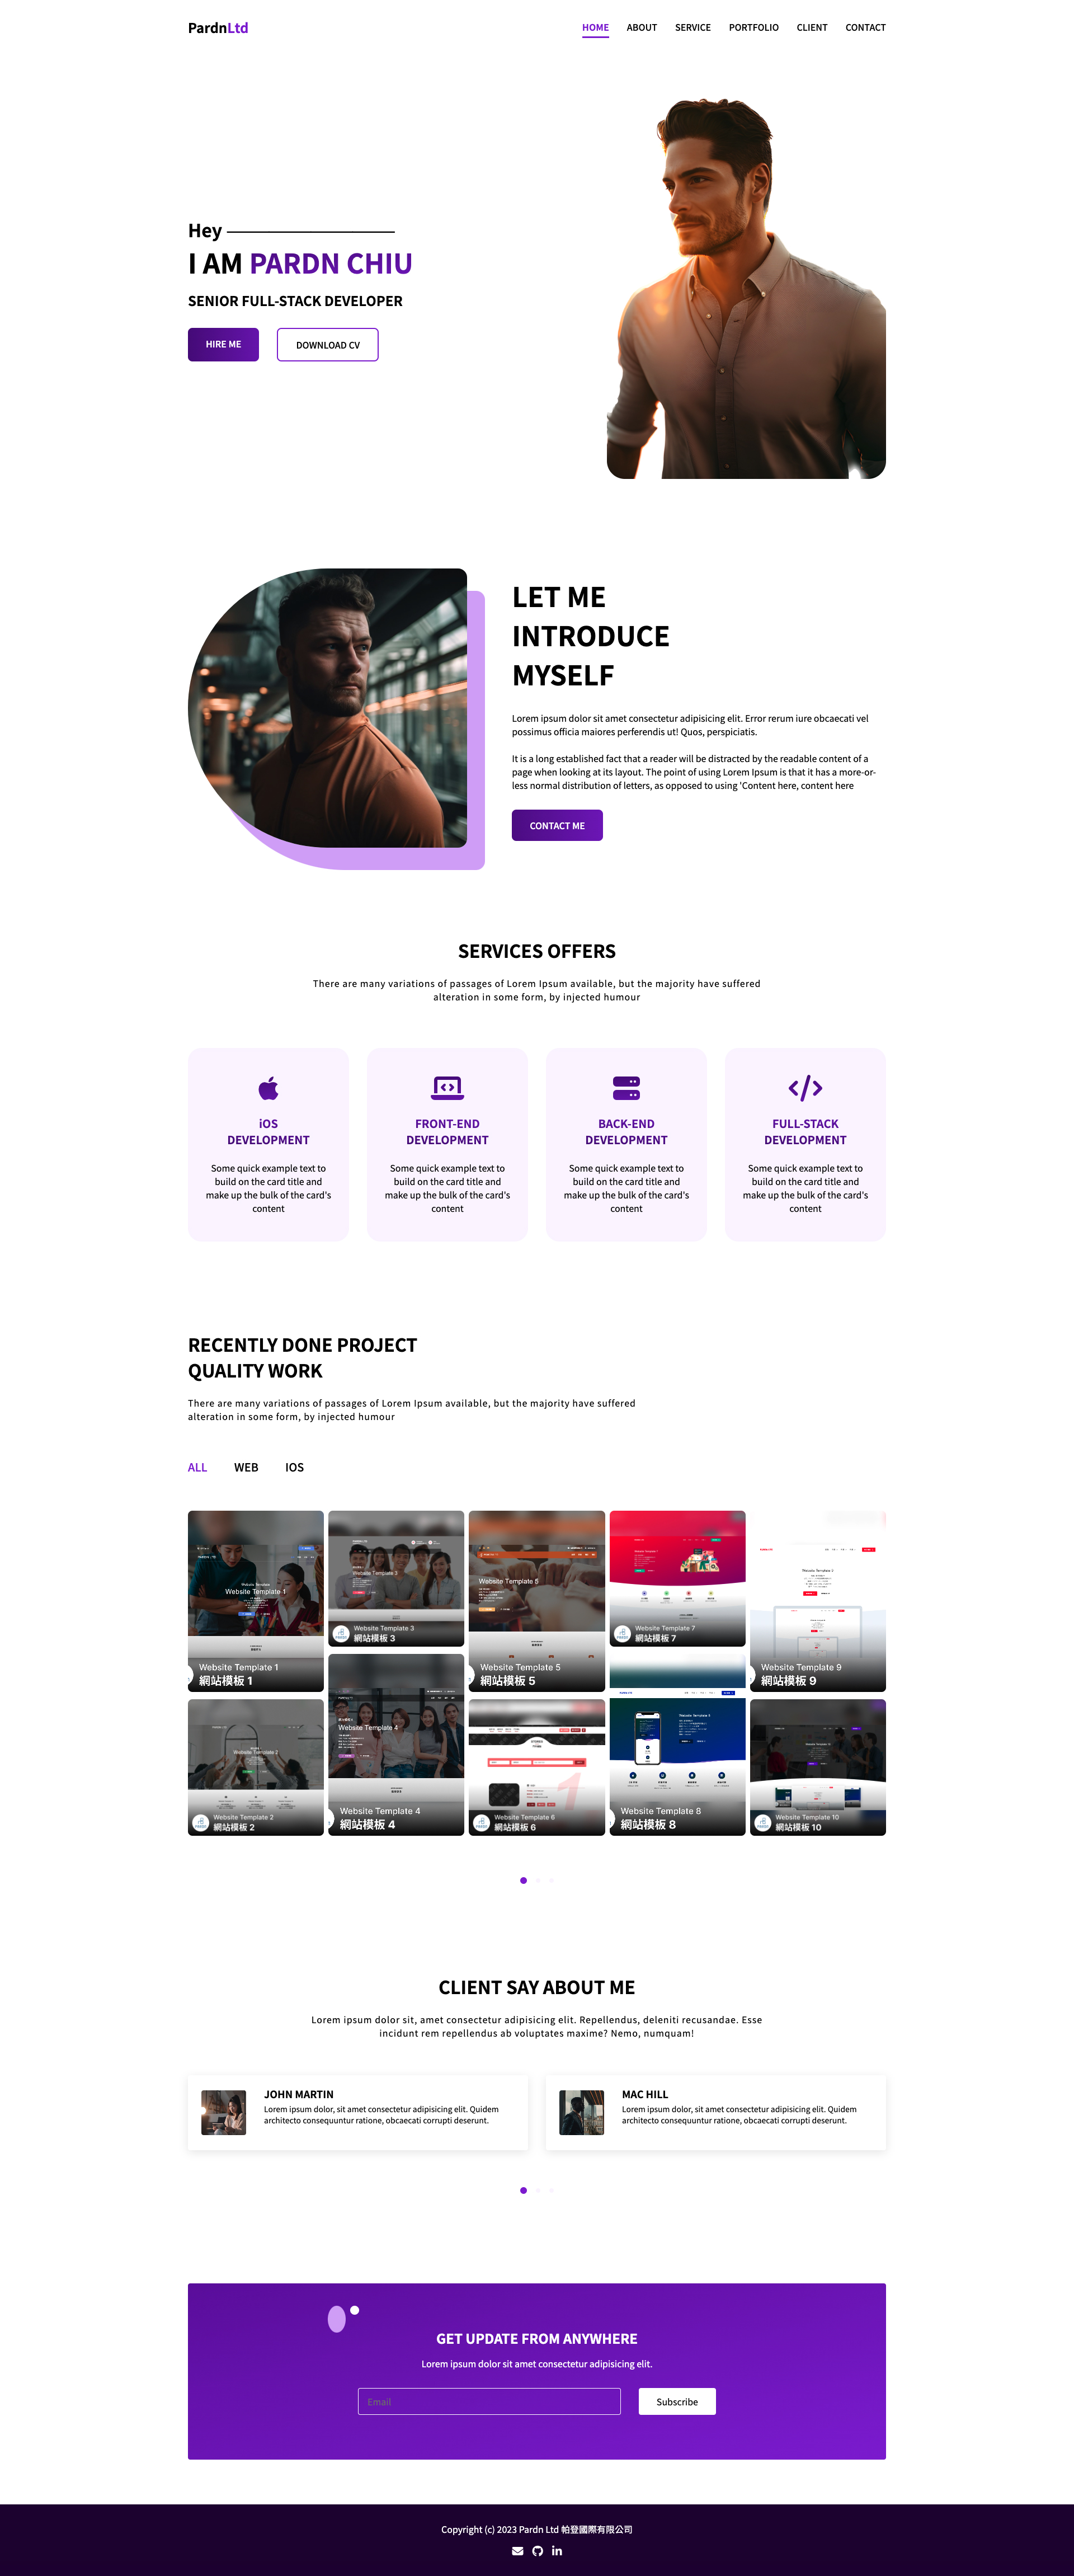 PardnLtd
HOME ABOUT SERVICE PORTFOLIO CLIENT CONTACT
Hey
I AM PARDN CHIU
SENIOR FULL-STACK DEVELOPER
HIRE ME DOWNLOAD CV
LET ME
INTRODUCE
MYSELF
Lorem ipsum dolor sit amet consectetur adipisicing elit. Error rerum iure obcaecati vel
possimus officia maiores perferendis ut! Quos, perspiciatis.
It is a long established fact that a reader will be distracted by the readable content of a
page when looking at its layout. The point of using Lorem Ipsum is that it has a more-or-
less normal distribution of letters, as opposed to using 'Content here, content here
CONTACT ME
SERVICES OFFERS
There are many variations of passages of Lorem Ipsum available, but the majority have suffered
alteration in some form, by injected humour
iOS
DEVELOPMENT
Some quick example text to
build on the card title and
make up the bulk of the card's
content
FRONT-END
DEVELOPMENT
Some quick example text to
build on the card title and
make up the bulk of the card's
content
BACK-END
DEVELOPMENT
Some quick example text to
build on the card title and
make up the bulk of the card's
content
FULL-STACK
DEVELOPMENT
Some quick example text to
build on the card title and
make up the bulk of the card's
content
RECENTLY DONE PROJECT
QUALITY WORK
There are many variations of passages of Lorem Ipsum available, but the majority have suffered
alteration in some form, by injected humour
ALL WEB IOS
Website Template 1
Website Template 1
網站模板 1
Website Template 2
Website Template 2
網站模板 2
Website Template 3
Website Template 3
網站模板 3
Website Template 4
Website Template 4
網站模板 4
Website Template 5
Website Template 5
網站模板 5
Website Template 6
網站模板 6
Website Template 7
網站模板 7
Website Template 8
網站模板 8
Website Template 9
網站模板 9
Website Template 10
網站模板 10
CLIENT SAY ABOUT ME
Lorem ipsum dolor sit, amet consectetur adipisicing elit. Repellendus, deleniti recusandae. Esse
incidunt rem repellendus ab voluptates maxime? Nemo, numquam!
JOHN MARTIN
Lorem ipsum dolor, sit amet consectetur adipisicing elit. Quidem
architecto consequuntur ratione, obcaecati corrupti deserunt.
MAC HILL
Lorem ipsum dolor, sit amet consectetur adipisicing elit. Quidem
architecto consequuntur ratione, obcaecati corrupti deserunt.
GET UPDATE FROM ANYWHERE
Lorem ipsum dolor sit amet consectetur adipisicing elit.
Email Subscribe
Copyright (c) 2023 Pardn Ltd 帕登國際有限公司